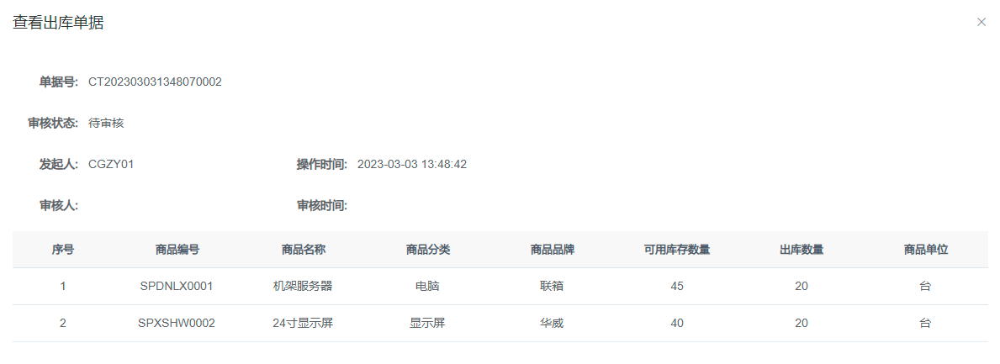 查看出库单据
单据号: CT202303031348070002
审核状态: 待审核
发起人: CGZY01 操作时间: 2023-03-03 13:48:42
审核人: 审核时间:
序号 商品编号 商品名称 商品分类 商品品牌 可用库存数量 出库数量 商品单位
1 SPDNLX0001 机架服务器 电脑 联箱 45 20 台
2 SPXSHW0002 24寸显示屏 显示屏 华威 40 20 台